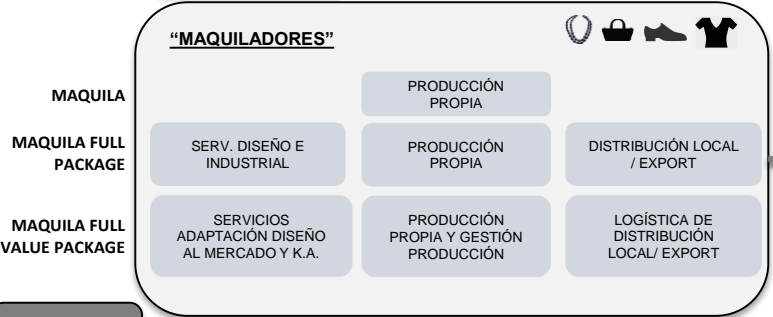 “MAQUILADORES”
MAQUILA
PRODUCCIÓN
PROPIA
MAQUILA FULL
PACKAGE
SERV. DISEÑO E
INDUSTRIAL
PRODUCCIÓN
PROPIA
DISTRIBUCIÓN LOCAL
/ EXPORT
MAQUILA FULL
VALUE PACKAGE
SERVICIOS
ADAPTACIÓN DISEÑO
AL MERCADO Y K.A.
PRODUCCIÓN
PROPIA Y GESTIÓN
PRODUCCIÓN
LOGÍSTICA DE
DISTRIBUCIÓN
LOCAL/ EXPORT